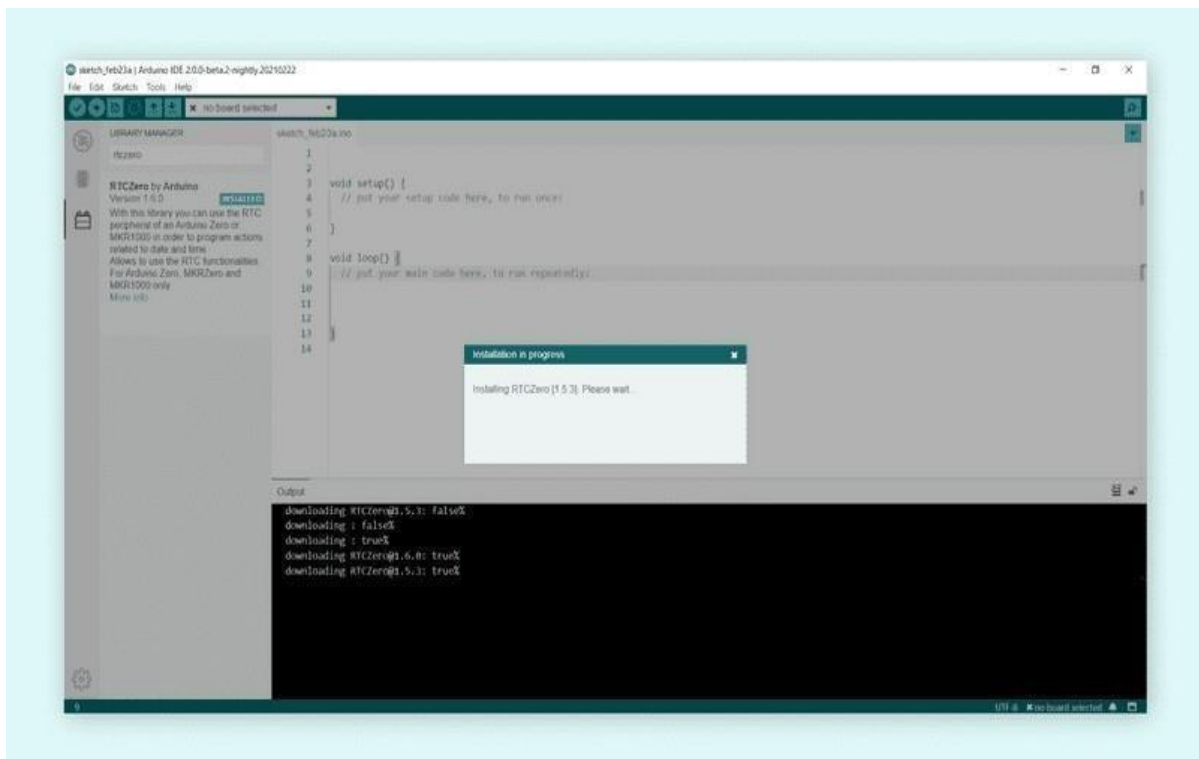 sketch_feb23a | Arduino IDE 2.0.0-beta.2-nightly.20210222
File Edit Sketch Tools Help
no board selected
LIBRARY MANAGER
sketch_feb23a.ino
rtczero
RTCZero by Arduino
Version 1.6.0 INSTALLED
With this library you can use the RTC
peripheral of an Arduino Zero or
MKR1000 in order to program actions
related to date and time
Allows to use the RTC functionalities.
For Arduino Zero, MKRZero and
MKR1000 only
More info
1
2
3 void setup() {
4 // put your setup code here, to run once:
5
6 }
7
8 void loop() {
9 // put your main code here, to run repeatedly:
10
11
12
13 }
14
Installation in progress
Installing RTCZero [1.5.3]. Please wait...
Output
downloading RTCZero@1.5.3: false%
downloading : false%
downloading : true%
downloading RTCZero@1.6.0: true%
downloading RTCZero@1.5.3: true%
9
UTF-8 no board selected